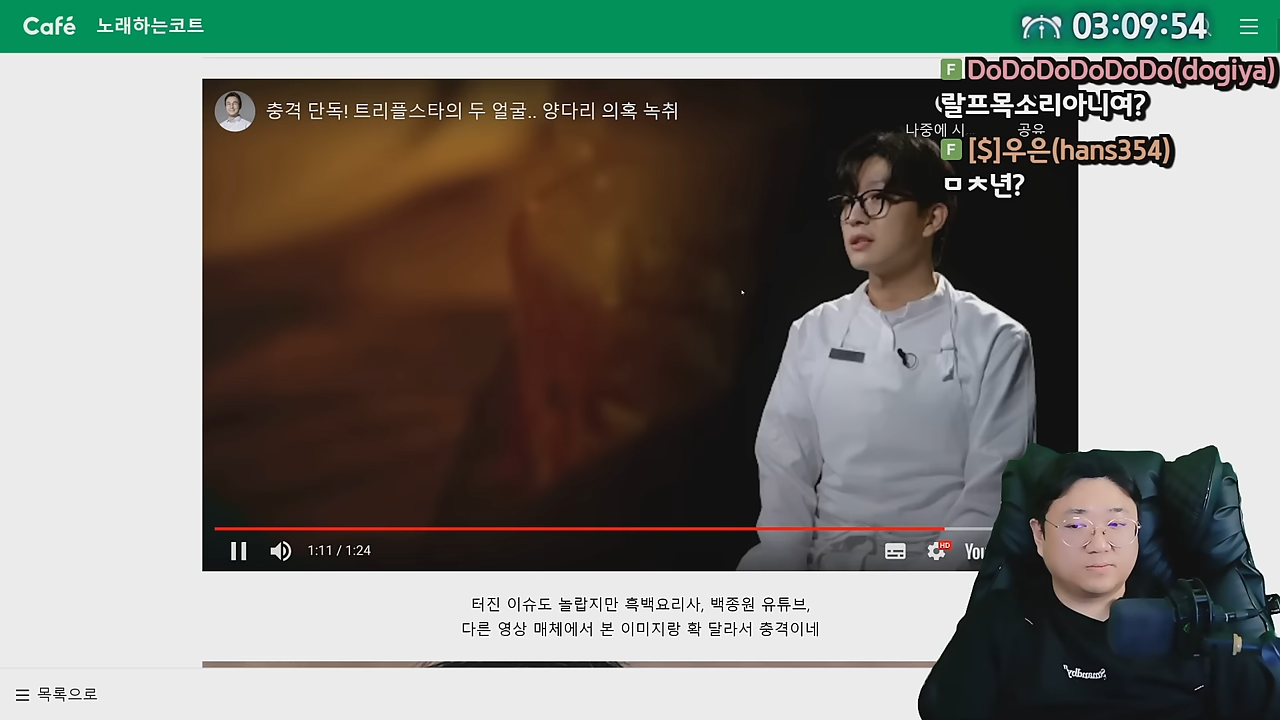 Café 노래하는코트
03:09:54
충격 단독! 트리플스타의 두 얼굴.. 양다리 의혹 녹취
나중에 시...
공유
F DoDoDoDoDoDo(dogiya)
랄프목소리아니여?
F [$]우은(hans354)
ㅁㅊ년?
1:11 / 1:24
HD
You
터진 이슈도 놀랍지만 흑백요리사, 백종원 유튜브,
다른 영상 매체에서 본 이미지랑 확 달라서 충격이네
목록으로